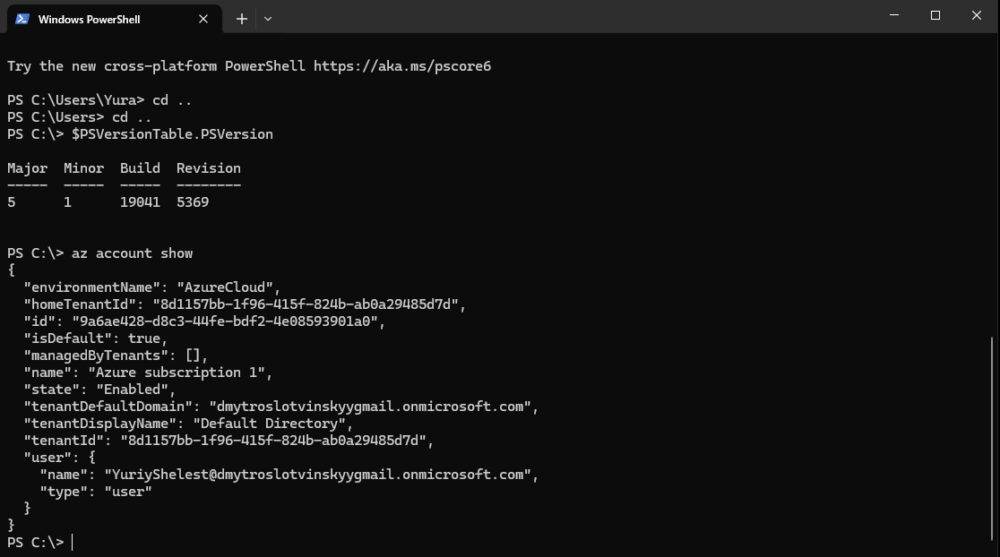 Windows PowerShell
Try the new cross-platform PowerShell https://aka.ms/pscore6
PS C:\Users\Yura> cd ..
PS C:\Users> cd ..
PS C:\> $PSVersionTable.PSVersion
Major  Minor  Build  Revision
-----  -----  -----  --------
5      1      19041  5369
PS C:\> az account show
{
  "environmentName": "AzureCloud",
  "homeTenantId": "8d1157bb-1f96-415f-824b-ab0a29485d7d",
  "id": "9a6ae428-d8c3-44fe-bdf2-4e08593901a0",
  "isDefault": true,
  "managedByTenants": [],
  "name": "Azure subscription 1",
  "state": "Enabled",
  "tenantDefaultDomain": "dmytroslotvinskyygmail.onmicrosoft.com",
  "tenantDisplayName": "Default Directory",
  "tenantId": "8d1157bb-1f96-415f-824b-ab0a29485d7d",
  "user": {
    "name": "YuriyShelest@dmytroslotvinskyygmail.onmicrosoft.com",
    "type": "user"
  }
}
PS C:\>